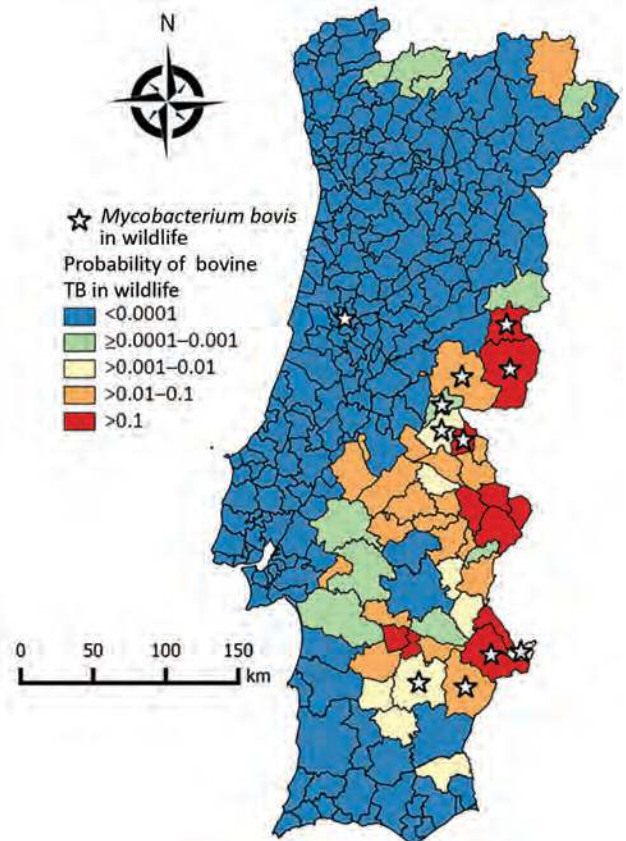 N
Mycobacterium bovis
in wildlife
Probability of bovine
TB in wildlife
<0.0001
≥0.0001–0.001
>0.001–0.01
>0.01–0.1
>0.1
0 50 100 150
km